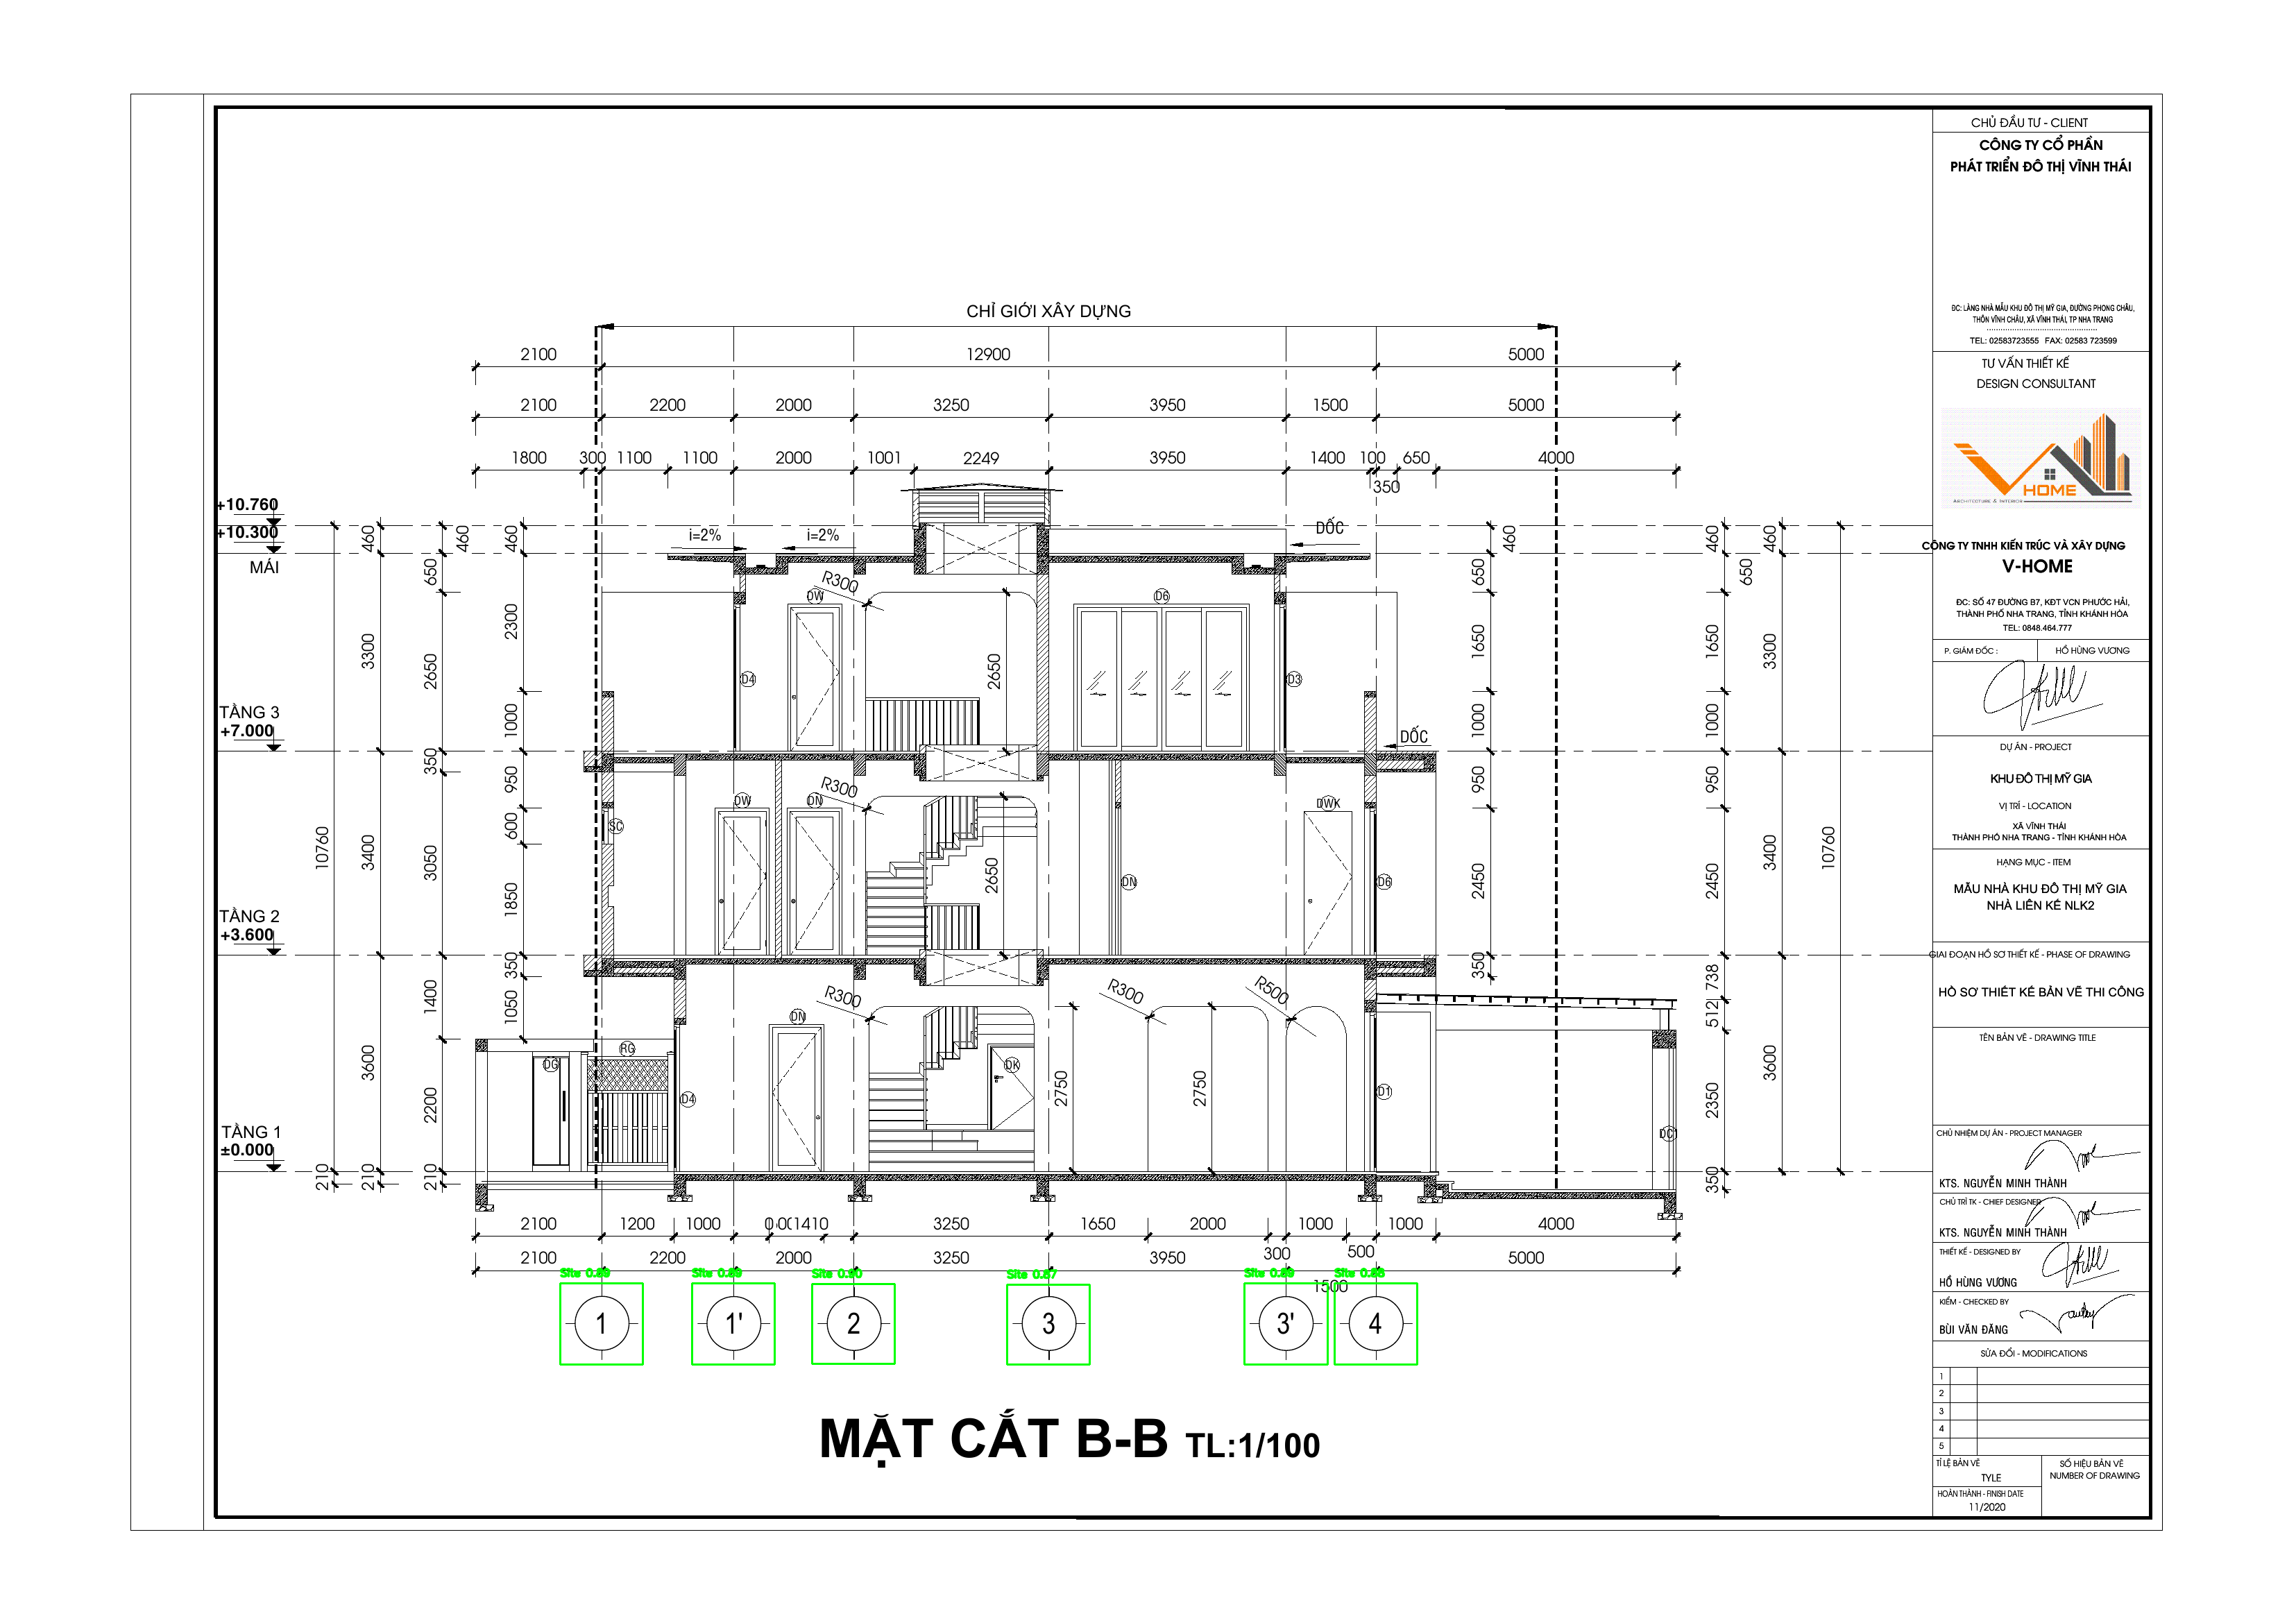 CHỈ GIỚI XÂY DỰNG
2100 12900 5000
2100 2200 2000 3250 3950 1500 5000
1800 300 1100 1100 2000 1001 2249 3950 1400 100 650 4000
350
+10.760
+10.300
MÁI
TẦNG 3
+7.000
TẦNG 2
+3.600
TẦNG 1
±0.000
10760
210
460
3300
3400
3600
210
460
650
2650
350
3050
1400
2200
210
460
2300
1000
950
600
1850
350
1050
i=2% i=2%
DỐC
R300
DW
D6
D4
2650
D3
DỐC
R300
DW
DN
DWK
SC
2650
DN
D6
R300
R300
R500
DN
RG
DG
DK
D4
2750
2750
D1
DC1
460
650
1650
1000
950
2450
350
460
1650
1000
950
2450
738
512
2350
350
650
460
3300
3400
3600
10760
2100 1200 1000 1410 3250 1650 2000 1000 1000 4000
2100 2200 2000 3250 3950 300 500 5000
1500
Site 0.89 Site 0.89 Site 0.90 Site 0.87 Site 0.89 Site 0.88
1 1' 2 3 3' 4
MẶT CẮT B-B TL:1/100
CHỦ ĐẦU TƯ - CLIENT
CÔNG TY CỔ PHẦN
PHÁT TRIỂN ĐÔ THỊ VĨNH THÁI
ĐC: LÀNG NHÀ MẪU KHU ĐÔ THỊ MỸ GIA, ĐƯỜNG PHONG CHÂU,
THÔN VĨNH CHÂU, XÃ VĨNH THÁI, TP NHA TRANG
TEL: 02583723555 FAX: 02583 723599
TƯ VẤN THIẾT KẾ
DESIGN CONSULTANT
HOME
ARCHITECTURE & INTERIOR
CÔNG TY TNHH KIẾN TRÚC VÀ XÂY DỰNG
V-HOME
ĐC: SỐ 47 ĐƯỜNG B7, KĐT VCN PHƯỚC HẢI,
THÀNH PHỐ NHA TRANG, TỈNH KHÁNH HÒA
TEL: 0848.464.777
P. GIÁM ĐỐC : HỒ HÙNG VƯƠNG
DỰ ÁN - PROJECT
KHU ĐÔ THỊ MỸ GIA
VỊ TRÍ - LOCATION
XÃ VĨNH THÁI
THÀNH PHỐ NHA TRANG - TỈNH KHÁNH HÒA
HẠNG MỤC - ITEM
MẪU NHÀ KHU ĐÔ THỊ MỸ GIA
NHÀ LIÊN KẾ NLK2
GIAI ĐOẠN HỒ SƠ THIẾT KẾ - PHASE OF DRAWING
HỒ SƠ THIẾT KẾ BẢN VẼ THI CÔNG
TÊN BẢN VẼ - DRAWING TITLE
CHỦ NHIỆM DỰ ÁN - PROJECT MANAGER
KTS. NGUYỄN MINH THÀNH
CHỦ TRÌ TK - CHIEF DESIGNER
KTS. NGUYỄN MINH THÀNH
THIẾT KẾ - DESIGNED BY
HỒ HÙNG VƯƠNG
KIỂM - CHECKED BY
BÙI VĂN ĐĂNG
SỬA ĐỔI - MODIFICATIONS
1
2
3
4
5
TỈ LỆ BẢN VẼ
TYLE
SỐ HIỆU BẢN VẼ
NUMBER OF DRAWING
HOÀN THÀNH - FINISH DATE
11/2020